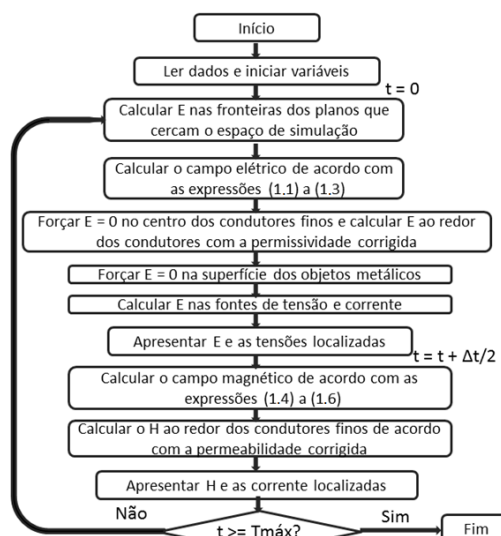 Início
Ler dados e iniciar variáveis
t = 0
Calcular E nas fronteiras dos planos que
cercam o espaço de simulação
Calcular o campo elétrico de acordo com
as expressões (1.1) a (1.3)
Forçar E = 0 no centro dos condutores finos e calcular E ao redor
dos condutores com a permissividade corrigida
Forçar E = 0 na superfície dos objetos metálicos
Calcular E nas fontes de tensão e corrente
Apresentar E e as tensões localizadas
t = t + Δt/2
Calcular o campo magnético de acordo com as
expressões (1.4) a (1.6)
Calcular o H ao redor dos condutores finos de acordo
com a permeabilidade corrigida
Apresentar H e as corrente localizadas
Não
Sim
t >= Tmáx?
Fim